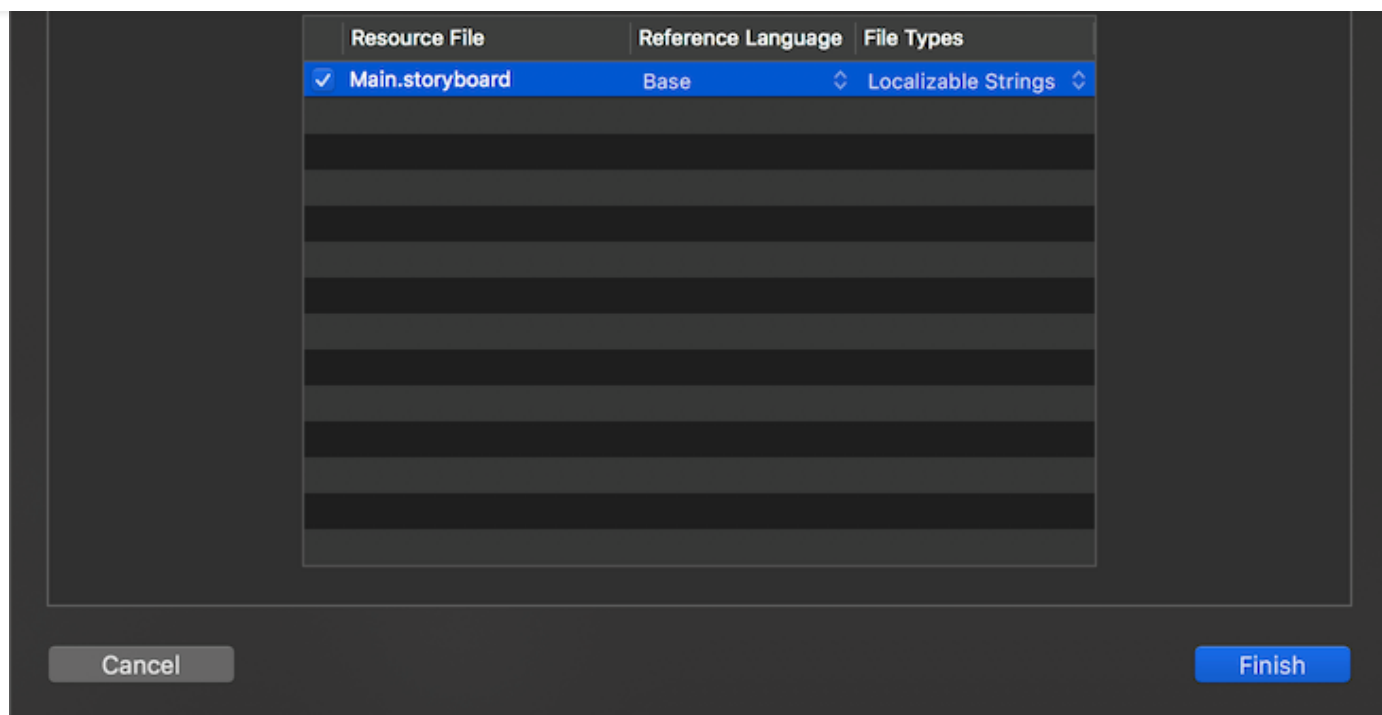 Resource File Reference Language File Types
Main.storyboard Base Localizable Strings
Cancel Finish